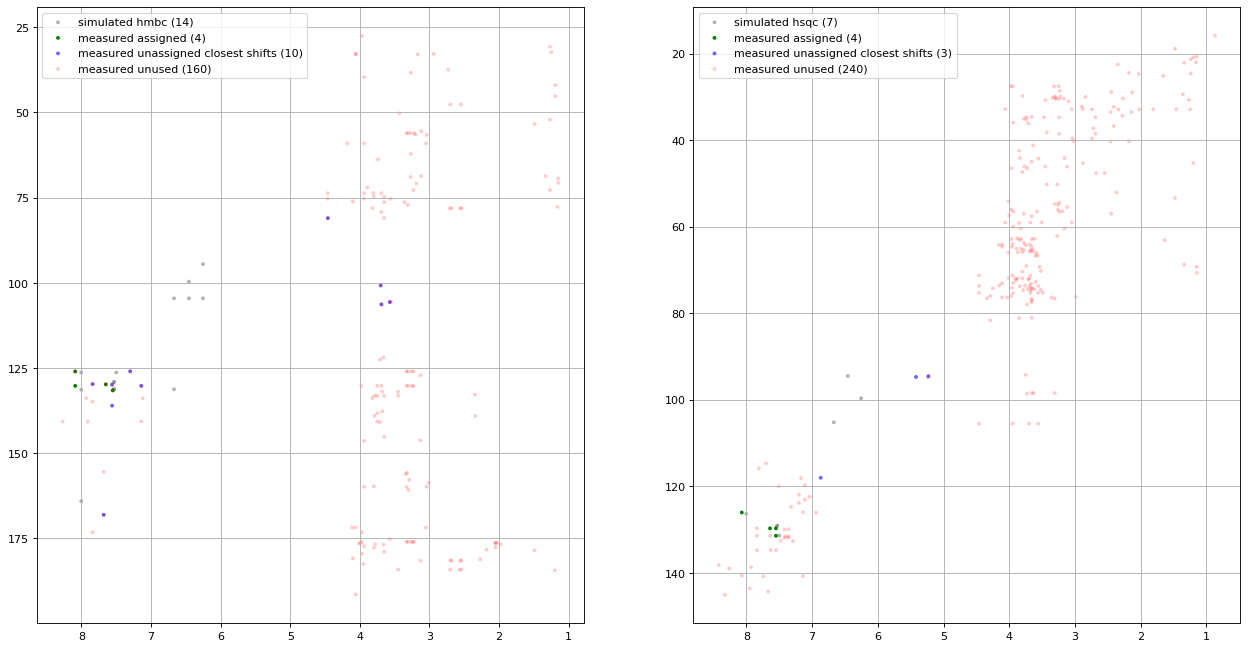 simulated hmbc (14)
measured assigned (4)
measured unassigned closest shifts (10)
measured unused (160)
25
50
75
100
125
150
175
8 7 6 5 4 3 2 1
simulated hsqc (7)
measured assigned (4)
measured unassigned closest shifts (3)
measured unused (240)
20
40
60
80
100
120
140
8 7 6 5 4 3 2 1